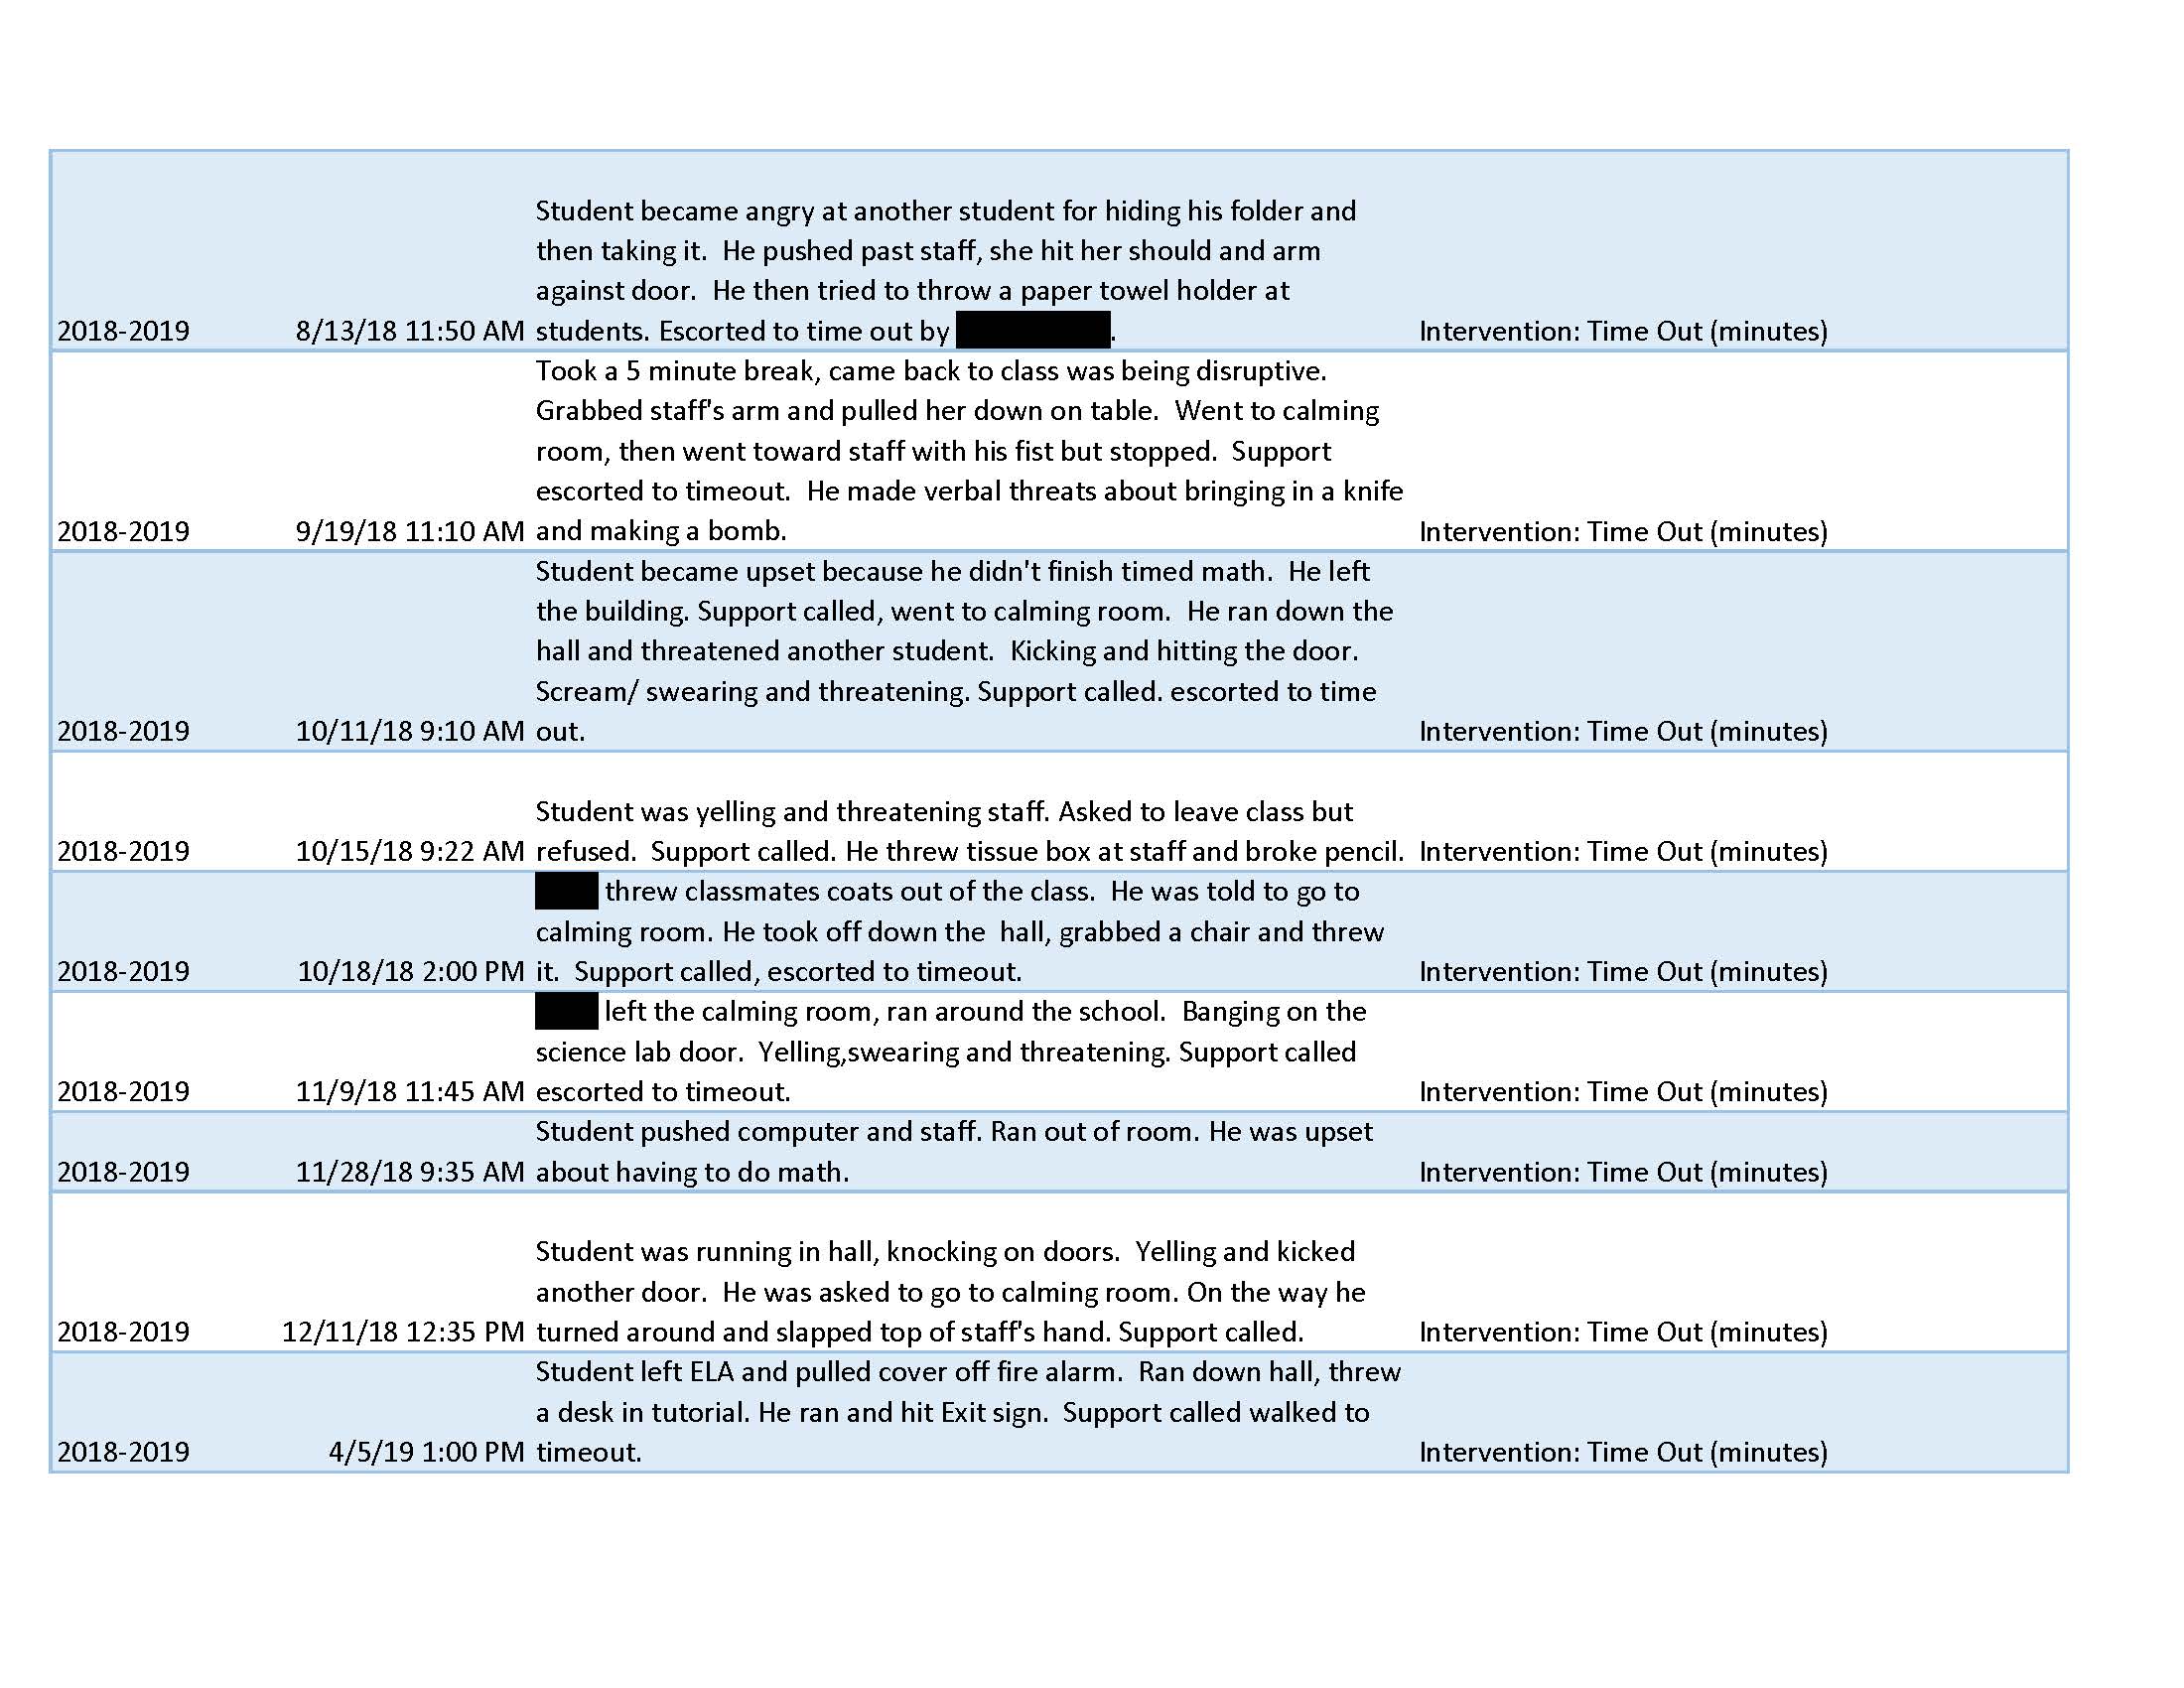 Student became angry at another student for hiding his folder and
then taking it.  He pushed past staff, she hit her should and arm
against door.  He then tried to throw a paper towel holder at
2018-2019 8/13/18 11:50 AM students. Escorted to time out by . Intervention: Time Out (minutes)
Took a 5 minute break, came back to class was being disruptive.
Grabbed staff's arm and pulled her down on table.  Went to calming
room, then went toward staff with his fist but stopped.  Support
escorted to timeout.  He made verbal threats about bringing in a knife
2018-2019 9/19/18 11:10 AM and making a bomb. Intervention: Time Out (minutes)
Student became upset because he didn't finish timed math.  He left
the building. Support called, went to calming room.  He ran down the
hall and threatened another student.  Kicking and hitting the door.
Scream/ swearing and threatening. Support called. escorted to time
2018-2019 10/11/18 9:10 AM out. Intervention: Time Out (minutes)
Student was yelling and threatening staff. Asked to leave class but
2018-2019 10/15/18 9:22 AM refused.  Support called. He threw tissue box at staff and broke pencil. Intervention: Time Out (minutes)
threw classmates coats out of the class.  He was told to go to
calming room. He took off down the  hall, grabbed a chair and threw
2018-2019 10/18/18 2:00 PM it.  Support called, escorted to timeout. Intervention: Time Out (minutes)
left the calming room, ran around the school.  Banging on the
science lab door.  Yelling,swearing and threatening. Support called
2018-2019 11/9/18 11:45 AM escorted to timeout. Intervention: Time Out (minutes)
Student pushed computer and staff. Ran out of room. He was upset
2018-2019 11/28/18 9:35 AM about having to do math. Intervention: Time Out (minutes)
Student was running in hall, knocking on doors.  Yelling and kicked
another door.  He was asked to go to calming room. On the way he
2018-2019 12/11/18 12:35 PM turned around and slapped top of staff's hand. Support called. Intervention: Time Out (minutes)
Student left ELA and pulled cover off fire alarm.  Ran down hall, threw
a desk in tutorial. He ran and hit Exit sign.  Support called walked to
2018-2019 4/5/19 1:00 PM timeout. Intervention: Time Out (minutes)